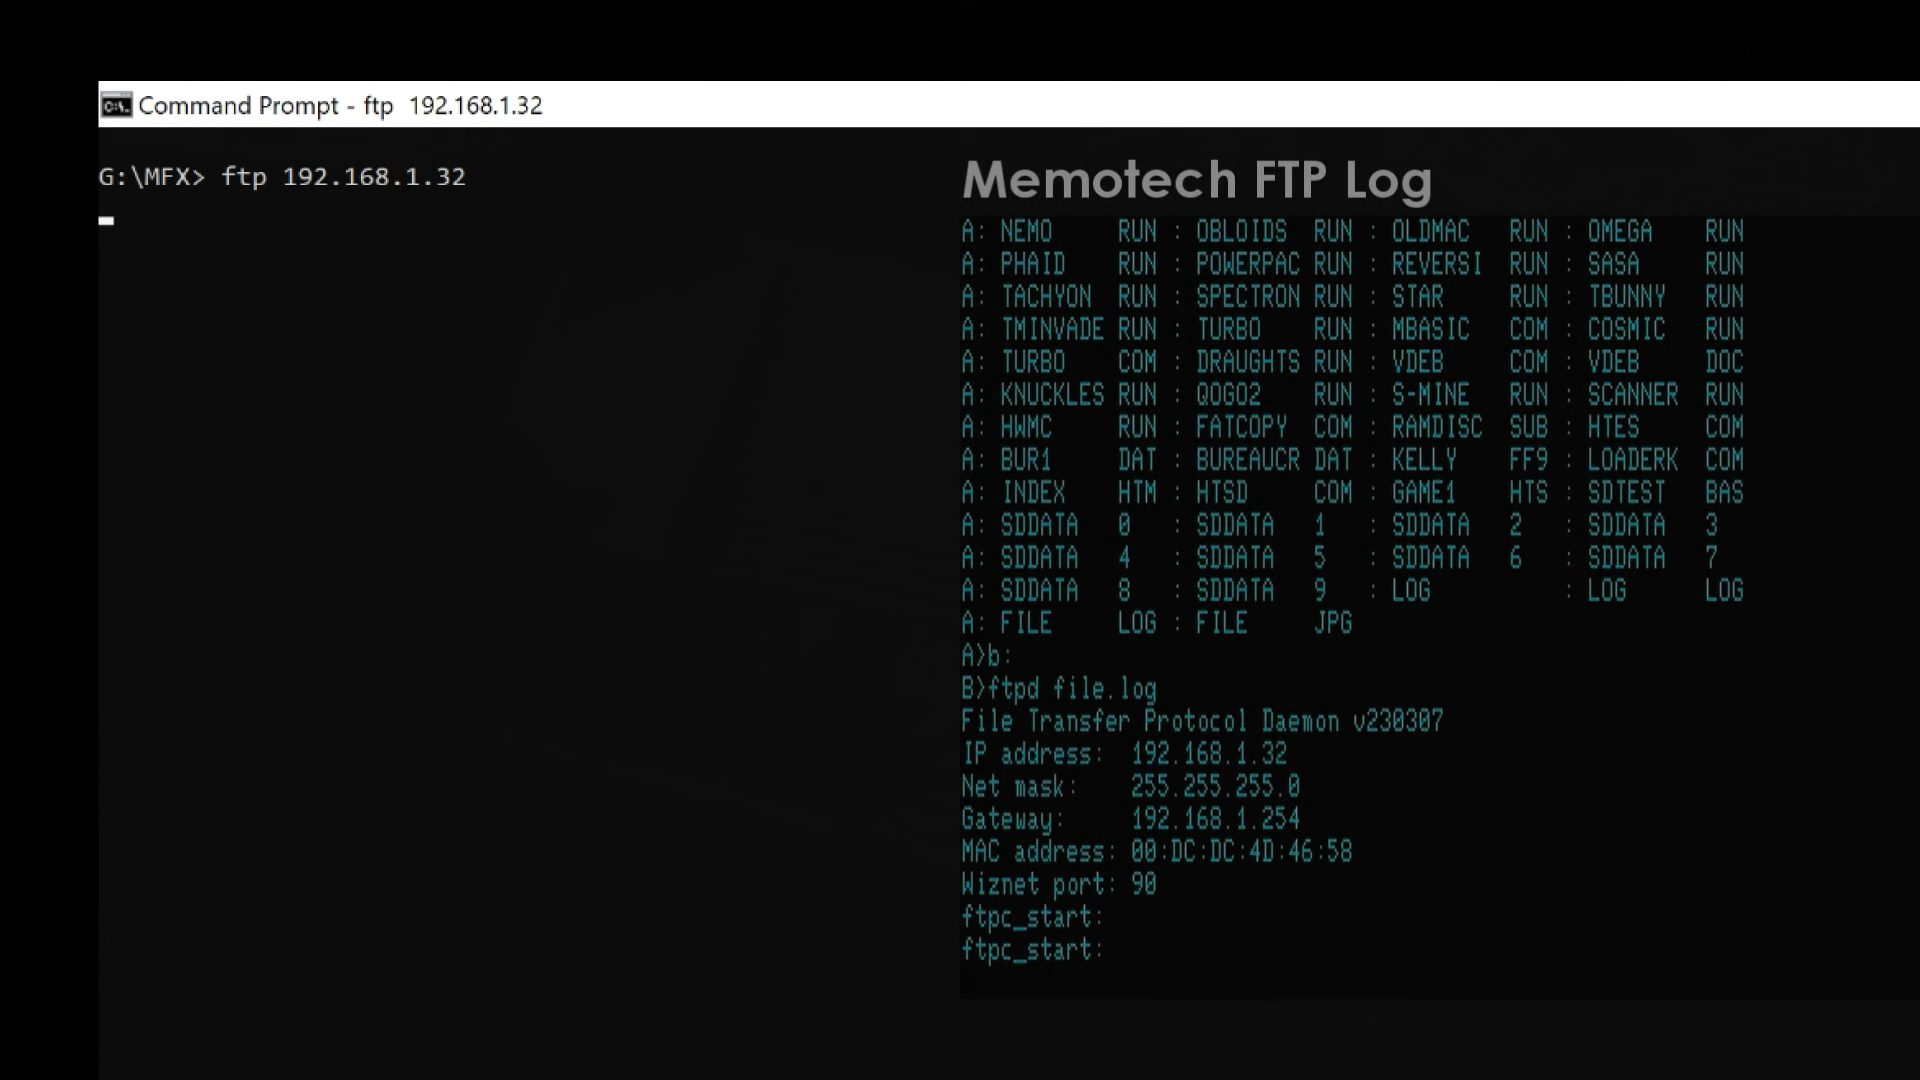 Command Prompt - ftp 192.168.1.32
G:\MFX> ftp 192.168.1.32
Memotech FTP Log
A: NEMO     RUN : OBLOIDS  RUN : OLDMAC   RUN : OMEGA    RUN
A: PHAID    RUN : POWERPAC RUN : REVERSI  RUN : SASA     RUN
A: TACHYON  RUN : SPECTRON RUN : STAR     RUN : TBUNNY   RUN
A: TMINVADE RUN : TURBO    RUN : MBASIC   COM : COSMIC   RUN
A: TURBO    COM : DRAUGHTS RUN : VDEB     COM : VDEB     DOC
A: KNUCKLES RUN : QOGO2    RUN : S-MINE   RUN : SCANNER  RUN
A: HWMC     RUN : FATCOPY  COM : RAMDISC  SUB : HTES     COM
A: BUR1     DAT : BUREAUCR DAT : KELLY    FF9 : LOADERK  COM
A: INDEX    HTM : HTSD     COM : GAME1    HTS : SDTEST   BAS
A: SDDATA   0   : SDDATA   1   : SDDATA   2   : SDDATA   3
A: SDDATA   4   : SDDATA   5   : SDDATA   6   : SDDATA   7
A: SDDATA   8   : SDDATA   9   : LOG          : LOG      LOG
A: FILE     LOG : FILE     JPG
A>b:
B>ftpd file.log
File Transfer Protocol Daemon v230307
IP address:  192.168.1.32
Net mask:    255.255.255.0
Gateway:     192.168.1.254
MAC address: 00:DC:DC:4D:46:58
Wiznet port: 90
ftpc_start:
ftpc_start: